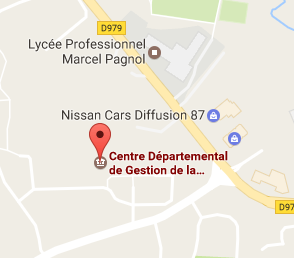 D979
Lycée Professionnel
Marcel Pagnol
Nissan Cars Diffusion 87
Centre Départemental
de Gestion de la...
D97